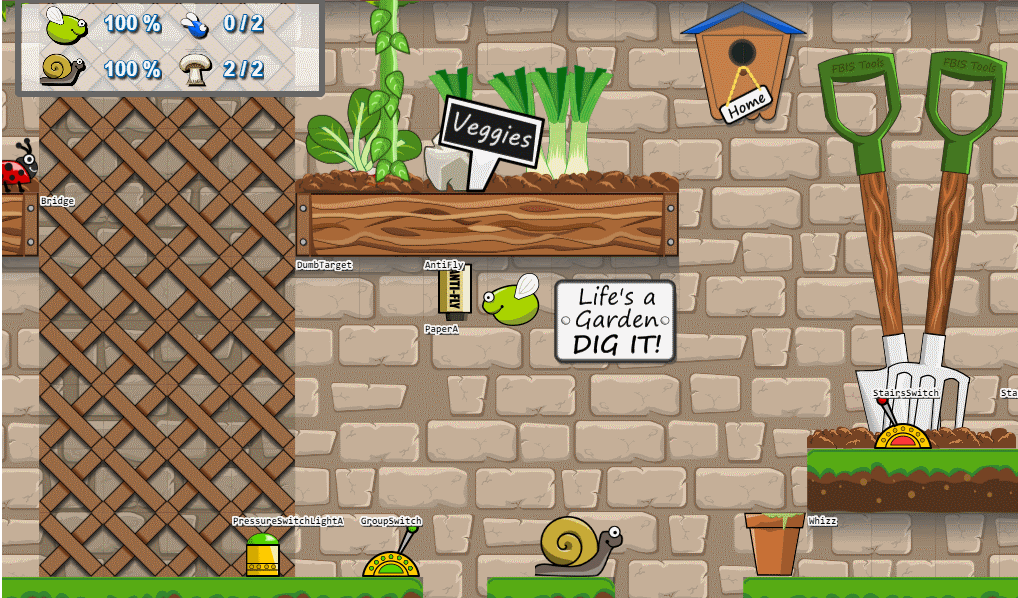 100 %
0 / 2
100 %
2 / 2
Veggies
Home
FBIS Tools
FBIS Tools
Bridge
DumbTarget
AntiFly
ANTI-FLY
PaperA
Life's a
Garden
DIG IT!
StairsSwitch
Sta
PressureSwitchLightA
GroupSwitch
Whizz